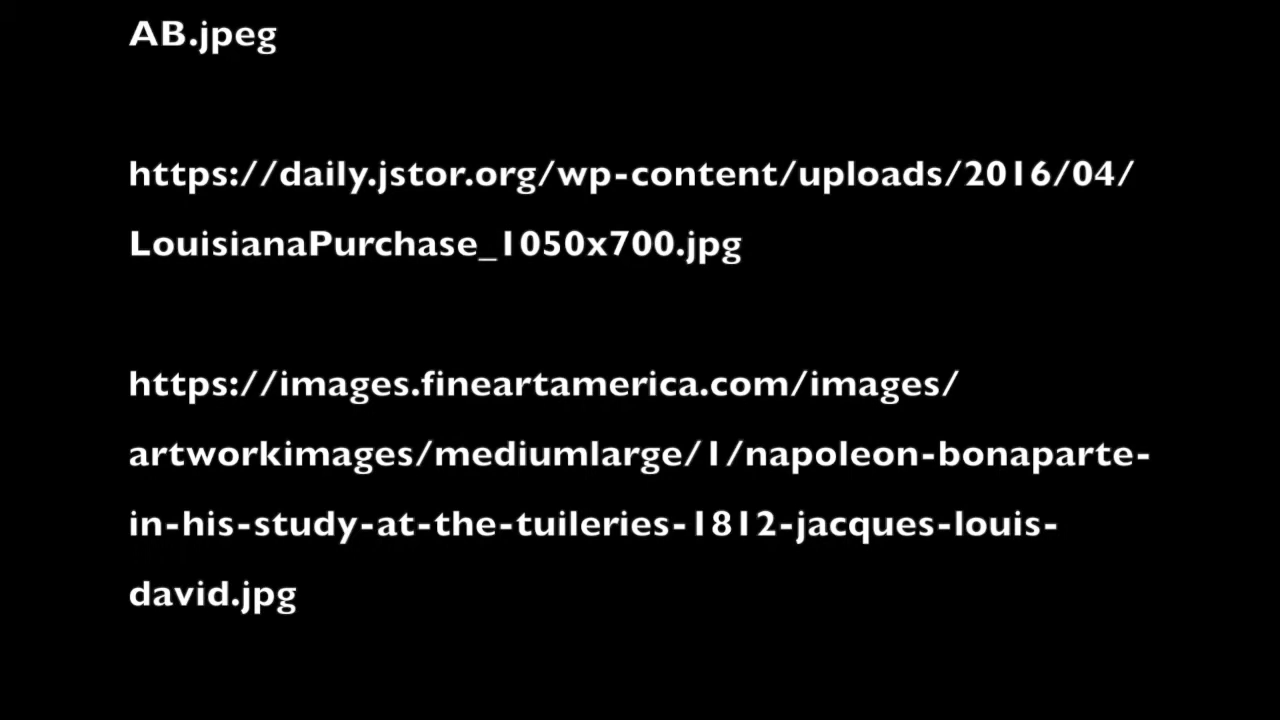 AB.jpeg
https://daily.jstor.org/wp-content/uploads/2016/04/
LouisianaPurchase_1050x700.jpg
https://images.fineartamerica.com/images/
artworkimages/mediumlarge/1/napoleon-bonaparte-
in-his-study-at-the-tuileries-1812-jacques-louis-
david.jpg